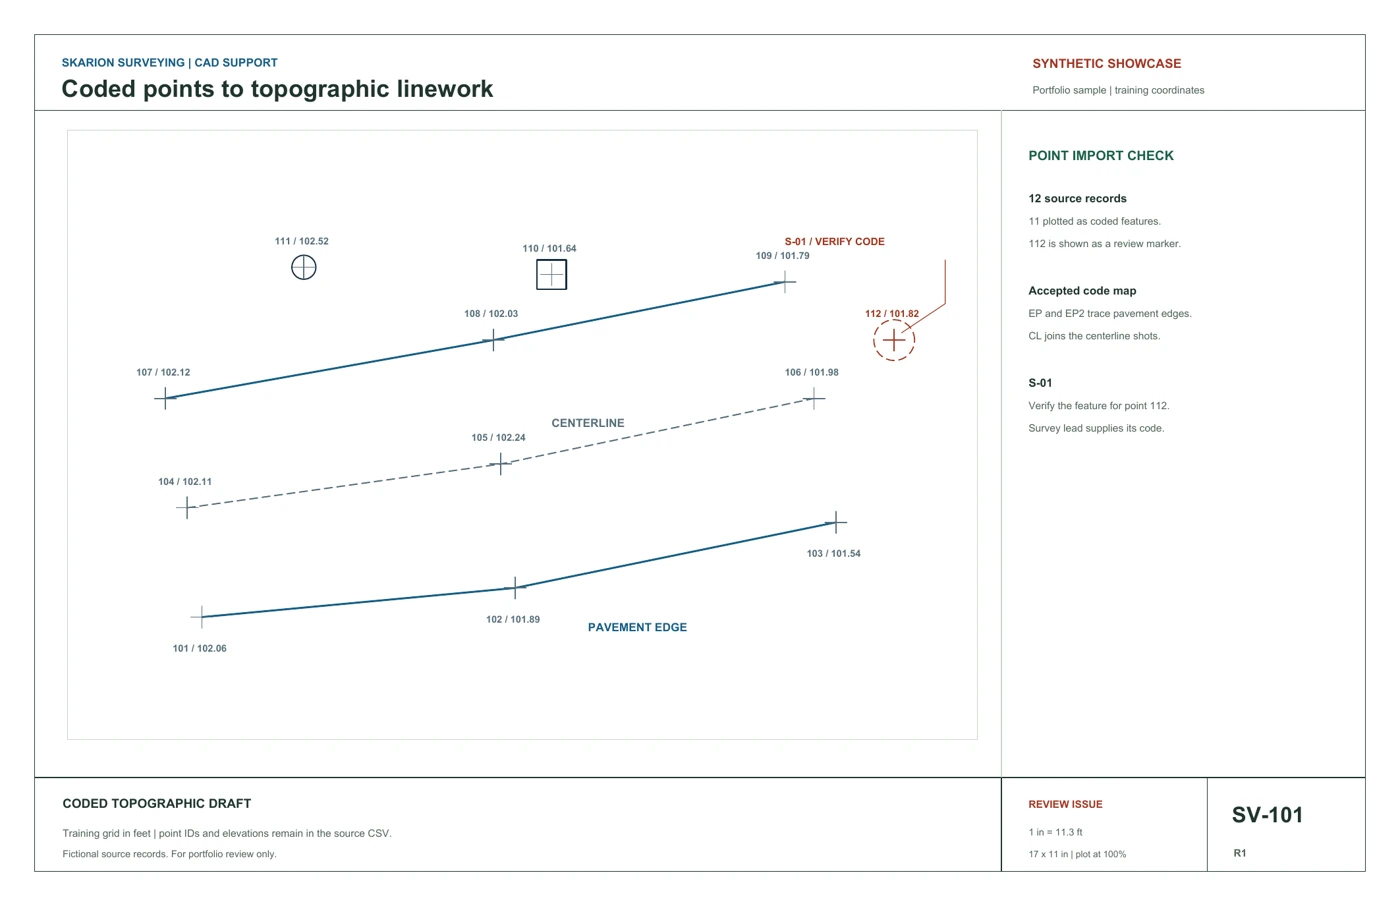 SKARION SURVEYING | CAD SUPPORT
Coded points to topographic linework
SYNTHETIC SHOWCASE
Portfolio sample | training coordinates
111 / 102.52
110 / 101.64
S-01 / VERIFY CODE
109 / 101.79
108 / 102.03
112 / 101.82
107 / 102.12
106 / 101.98
CENTERLINE
105 / 102.24
104 / 102.11
103 / 101.54
102 / 101.89
PAVEMENT EDGE
101 / 102.06
POINT IMPORT CHECK
12 source records
11 plotted as coded features.
112 is shown as a review marker.
Accepted code map
EP and EP2 trace pavement edges.
CL joins the centerline shots.
S-01
Verify the feature for point 112.
Survey lead supplies its code.
CODED TOPOGRAPHIC DRAFT
Training grid in feet | point IDs and elevations remain in the source CSV.
Fictional source records. For portfolio review only.
REVIEW ISSUE
1 in = 11.3 ft
17 x 11 in | plot at 100%
SV-101
R1